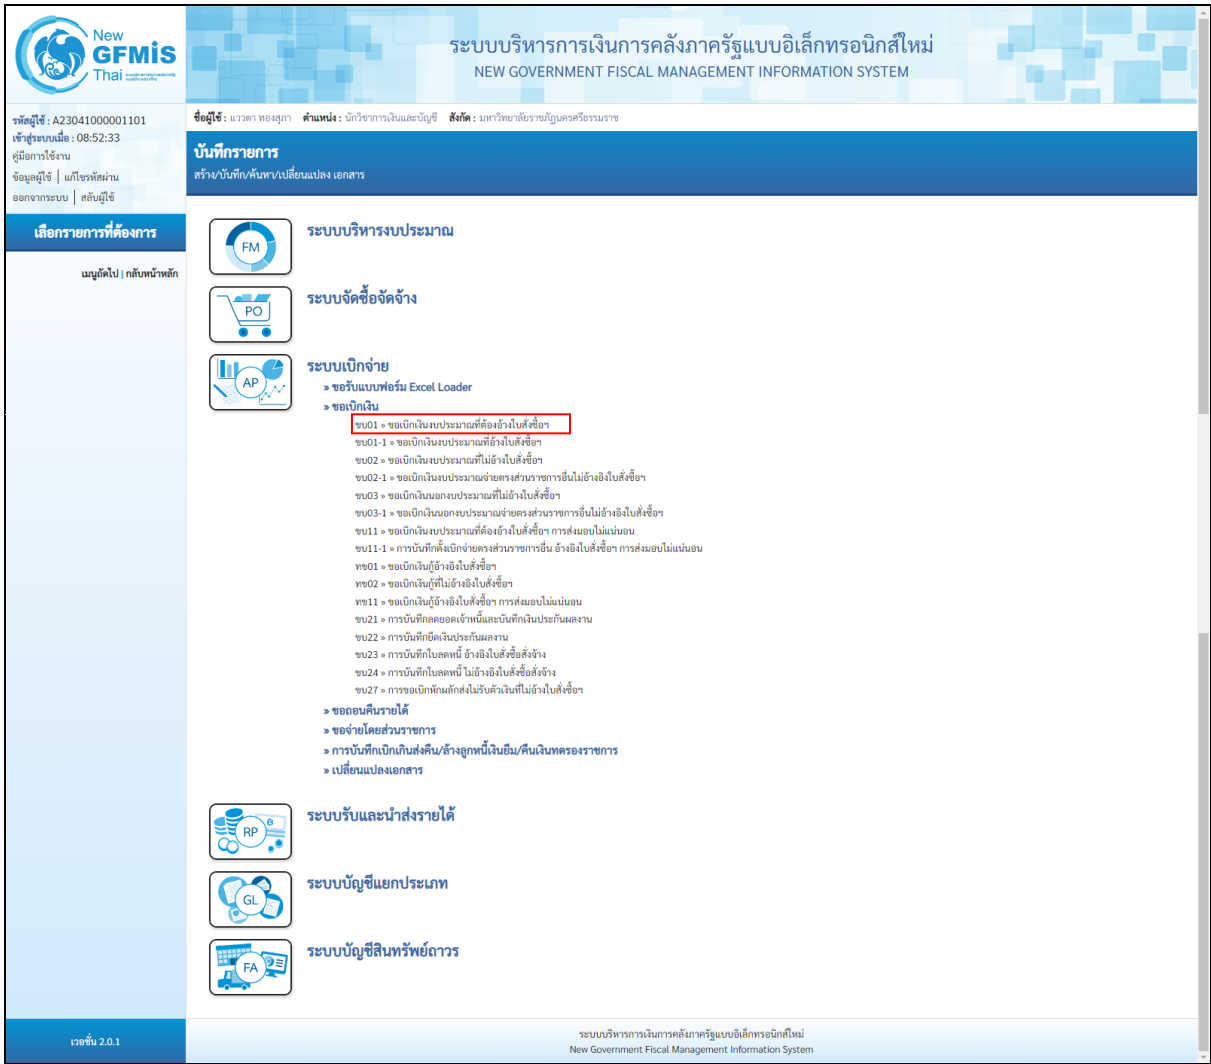 New
GFMiS
Thai
ระบบบริหารการเงินการคลังภาครัฐแบบอิเล็กทรอนิกส์ใหม่
NEW GOVERNMENT FISCAL MANAGEMENT INFORMATION SYSTEM
รหัสผู้ใช้ : A23041000001101
เข้าสู่ระบบเมื่อ : 08:52:33
คู่มือการใช้งาน
ข้อมูลผู้ใช้ | แก้ไขรหัสผ่าน
ออกจากระบบ | สลับผู้ใช้
ชื่อผู้ใช้ : แววตา ทองสุภา ตำแหน่ง : นักวิชาการเงินและบัญชี สังกัด : มหาวิทยาลัยราชภัฏนครศรีธรรมราช
บันทึกรายการ
สร้าง/บันทึก/ค้นหา/เปลี่ยนแปลง เอกสาร
เลือกรายการที่ต้องการ
เมนูถัดไป | กลับหน้าหลัก
FM
ระบบบริหารงบประมาณ
PO
ระบบจัดซื้อจัดจ้าง
AP
ระบบเบิกจ่าย
» ขอรับแบบฟอร์ม Excel Loader
» ขอเบิกเงิน
ขบ01 » ขอเบิกเงินงบประมาณที่ต้องอ้างใบสั่งซื้อฯ
ขบ01-1 » ขอเบิกเงินงบประมาณที่อ้างใบสั่งซื้อฯ
ขบ02 » ขอเบิกเงินงบประมาณที่ไม่อ้างใบสั่งซื้อฯ
ขบ02-1 » ขอเบิกเงินงบประมาณจ่ายตรงส่วนราชการอื่นไม่อ้างอิงใบสั่งซื้อฯ
ขบ03 » ขอเบิกเงินนอกงบประมาณที่ไม่อ้างใบสั่งซื้อฯ
ขบ03-1 » ขอเบิกเงินนอกงบประมาณจ่ายตรงส่วนราชการอื่นไม่อ้างอิงใบสั่งซื้อฯ
ขบ11 » ขอเบิกเงินงบประมาณที่ต้องอ้างใบสั่งซื้อฯ การส่งมอบไม่แน่นอน
ขบ11-1 » การบันทึกตั้งเบิกจ่ายตรงส่วนราชการอื่น อ้างอิงใบสั่งซื้อฯ การส่งมอบไม่แน่นอน
ทข01 » ขอเบิกเงินกู้อ้างอิงใบสั่งซื้อฯ
ทข02 » ขอเบิกเงินกู้ที่ไม่อ้างอิงใบสั่งซื้อฯ
ทข11 » ขอเบิกเงินกู้อ้างอิงใบสั่งซื้อฯ การส่งมอบไม่แน่นอน
ขบ21 » การบันทึกลดยอดเจ้าหนี้และบันทึกเงินประกันผลงาน
ขบ22 » การบันทึกยึดเงินประกันผลงาน
ขบ23 » การบันทึกใบลดหนี้ อ้างอิงใบสั่งซื้อสั่งจ้าง
ขบ24 » การบันทึกใบลดหนี้ ไม่อ้างอิงใบสั่งซื้อสั่งจ้าง
ขบ27 » การขอเบิกหักผลักส่งไม่รับตัวเงินที่ไม่อ้างใบสั่งซื้อฯ
» ขอถอนคืนรายได้
» ขอจ่ายโดยส่วนราชการ
» การบันทึกเบิกเกินส่งคืน/ล้างลูกหนี้เงินยืม/คืนเงินทดรองราชการ
» เปลี่ยนแปลงเอกสาร
RP
ระบบรับและนำส่งรายได้
GL
ระบบบัญชีแยกประเภท
FA
ระบบบัญชีสินทรัพย์ถาวร
เวอชั่น 2.0.1
ระบบบริหารการเงินการคลังภาครัฐแบบอิเล็กทรอนิกส์ใหม่
New Government Fiscal Management Information System